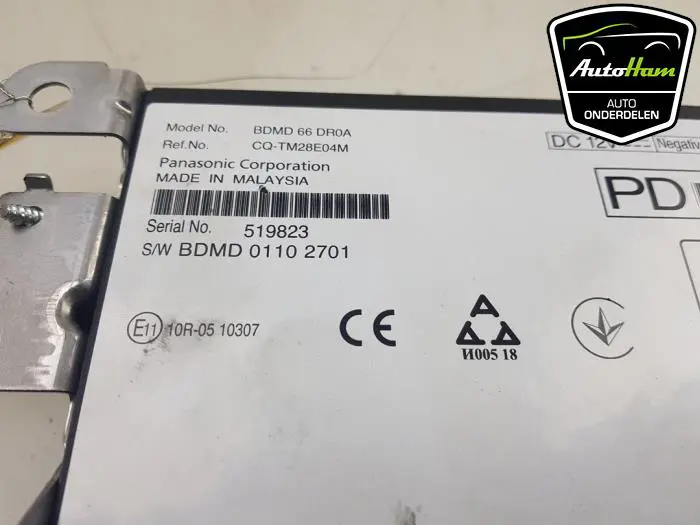 AutoHam
AUTO
ONDERDELEN
Model No. BDMD 66 DR0A
Ref.No. CQ-TM28E04M
Panasonic Corporation
MADE IN MALAYSIA
Serial No. 519823
S/W BDMD 0110 2701
DC 12V
Negative
PD
E11 10R-05 10307
CE
A
И005 18